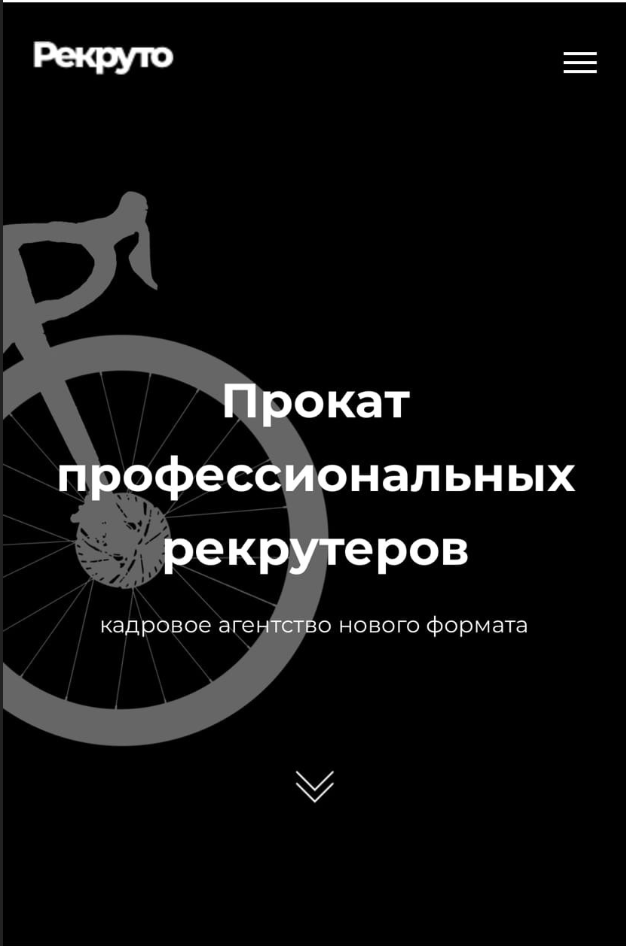 Рекруто
Прокат
профессиональных
рекрутеров
кадровое агентство нового формата